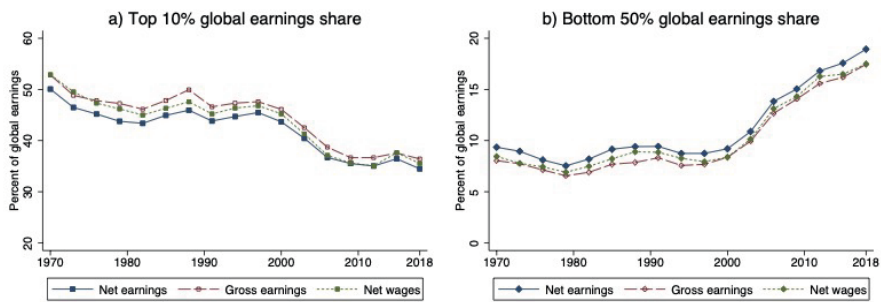 a) Top 10% global earnings share
Percent of global earnings
60
50
40
30
20
1970
1980
1990
2000
2010
2018
Net earnings
Gross earnings
Net wages
b) Bottom 50% global earnings share
Percent of global earnings
20
15
10
5
0
1970
1980
1990
2000
2010
2018
Net earnings
Gross earnings
Net wages